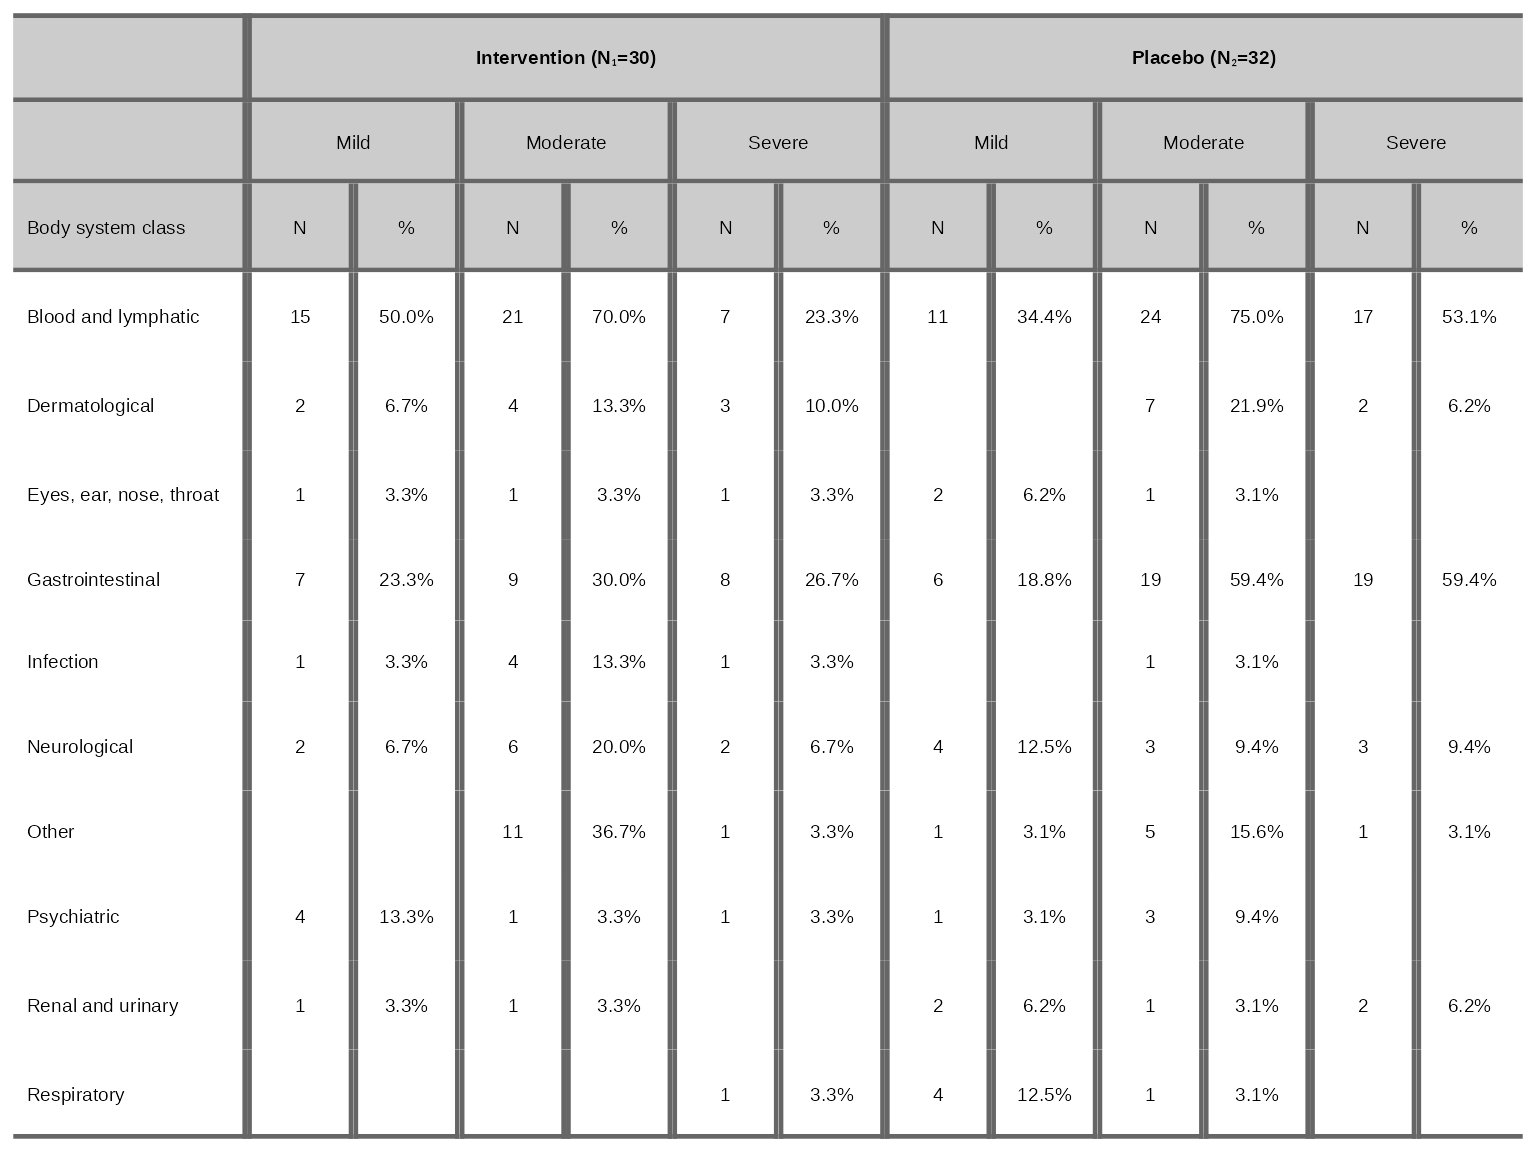 Intervention (N₁=30) Placebo (N₂=32)
Mild Moderate Severe Mild Moderate Severe
Body system class N % N % N % N % N % N %
Blood and lymphatic 15 50.0% 21 70.0% 7 23.3% 11 34.4% 24 75.0% 17 53.1%
Dermatological 2 6.7% 4 13.3% 3 10.0% 7 21.9% 2 6.2%
Eyes, ear, nose, throat 1 3.3% 1 3.3% 1 3.3% 2 6.2% 1 3.1%
Gastrointestinal 7 23.3% 9 30.0% 8 26.7% 6 18.8% 19 59.4% 19 59.4%
Infection 1 3.3% 4 13.3% 1 3.3% 1 3.1%
Neurological 2 6.7% 6 20.0% 2 6.7% 4 12.5% 3 9.4% 3 9.4%
Other 11 36.7% 1 3.3% 1 3.1% 5 15.6% 1 3.1%
Psychiatric 4 13.3% 1 3.3% 1 3.3% 1 3.1% 3 9.4%
Renal and urinary 1 3.3% 1 3.3% 2 6.2% 1 3.1% 2 6.2%
Respiratory 1 3.3% 4 12.5% 1 3.1%